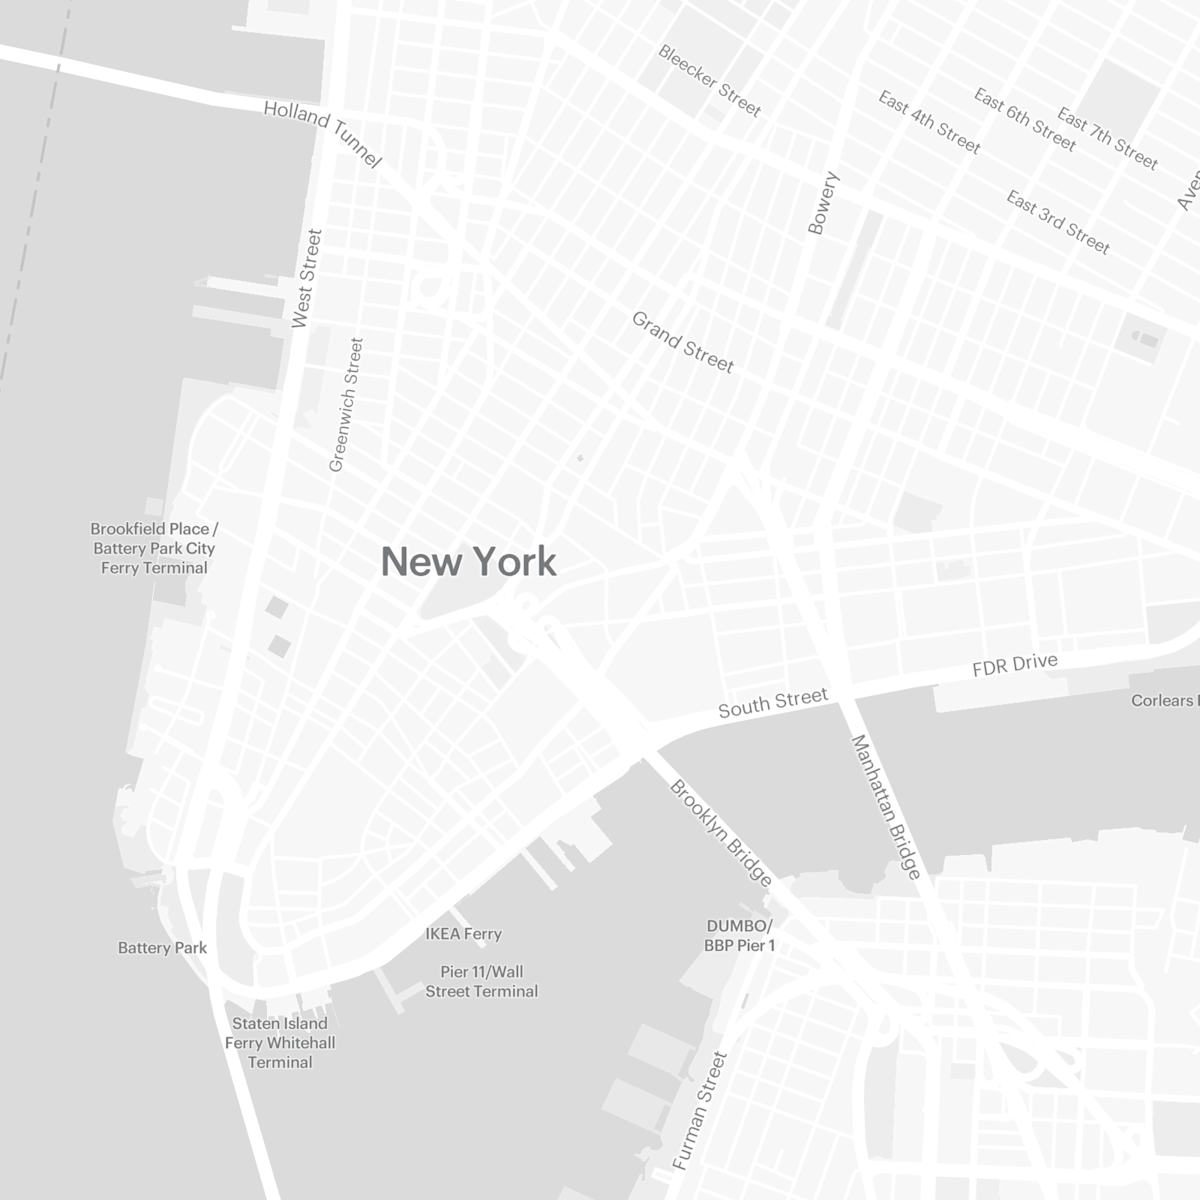 Bleecker Street
East 4th Street
East 6th Street
East 7th Street
Holland Tunnel
Bowery
East 3rd Street
West Street
Grand Street
Greenwich Street
Brookfield Place /
Battery Park City
Ferry Terminal
New York
FDR Drive
South Street
Corlears
Manhattan Bridge
Brooklyn Bridge
DUMBO/
BBP Pier 1
IKEA Ferry
Battery Park
Pier 11/Wall
Street Terminal
Staten Island
Ferry Whitehall
Terminal
Furman Street